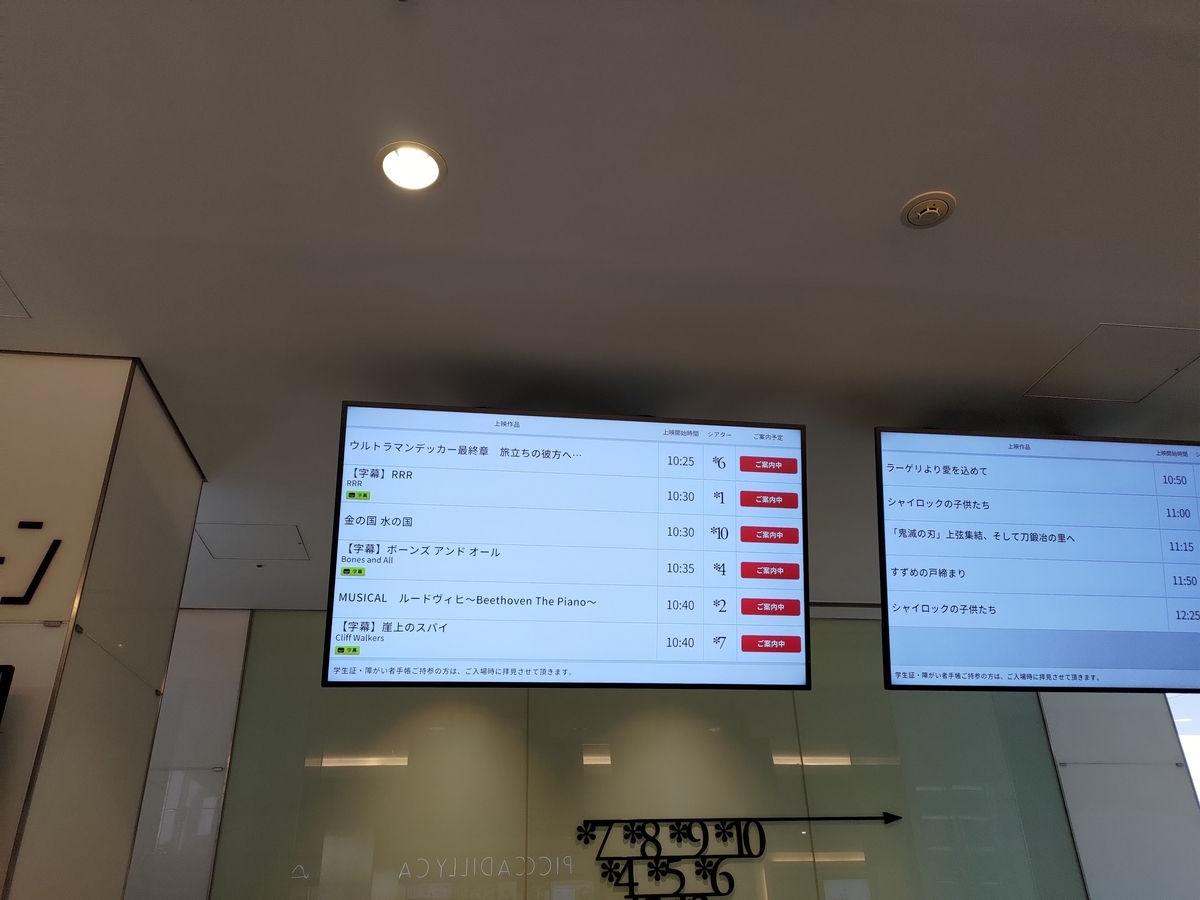 上映作品 上映開始時間 シアター ご案内予定
ウルトラマンデッカー最終章 旅立ちの彼方へ… 10:25 *6 ご案内中
【字幕】RRR 10:30 *1 ご案内中
RRR
字幕
金の国 水の国 10:30 *10 ご案内中
【字幕】ボーンズ アンド オール 10:35 *4 ご案内中
Bones and All
字幕
MUSICAL ルードヴィヒ～Beethoven The Piano～ 10:40 *2 ご案内中
【字幕】崖上のスパイ 10:40 *7 ご案内中
Cliff Walkers
字幕
学生証・障がい者手帳ご持参の方は、ご入場時に拝見させて頂きます。
上映作品 上映開始時間
ラーゲリより愛を込めて 10:50
シャイロックの子供たち 11:00
「鬼滅の刃」上弦集結、そして刀鍛冶の里へ 11:15
すずめの戸締まり 11:50
シャイロックの子供たち 12:25
学生証・障がい者手帳ご持参の方は、ご入場時に拝見させて頂きます。
*7 *8 *9 *10
*4 *5 *6
PICCADILLYCA